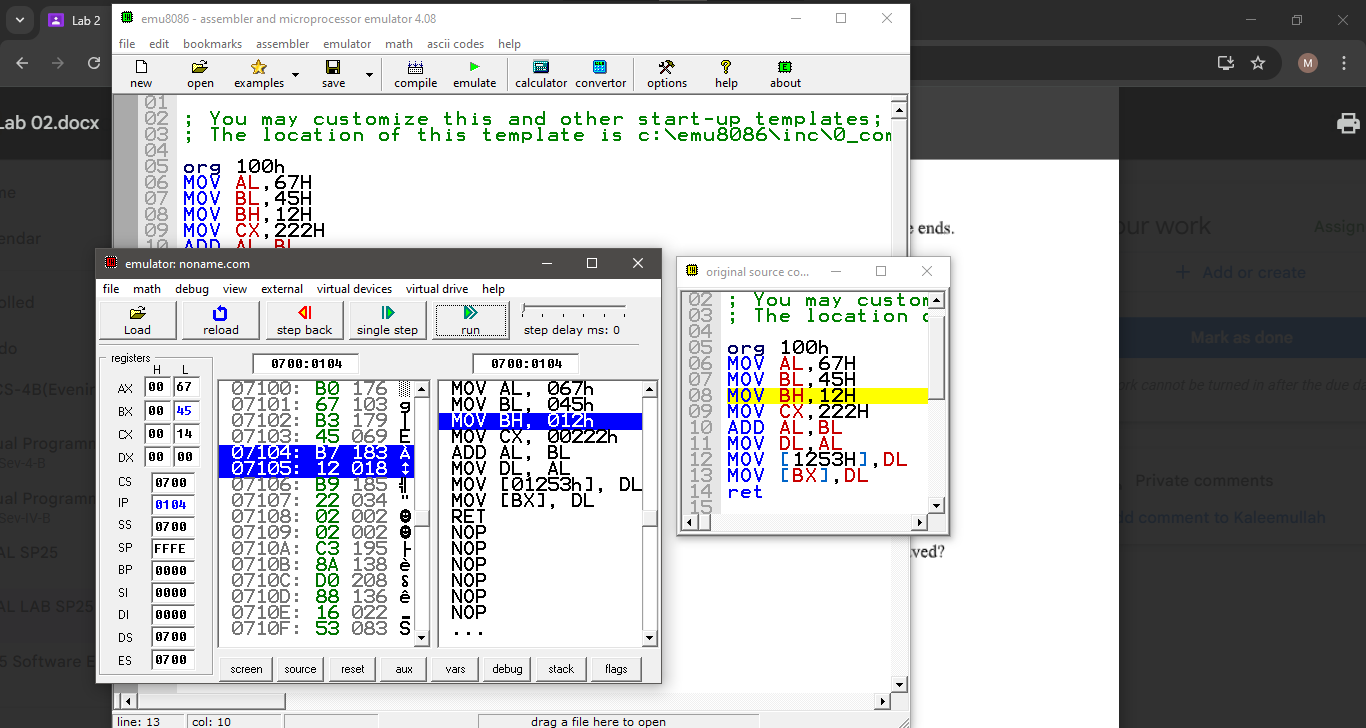 Lab 2
emu8086 - assembler and microprocessor emulator 4.08
file edit bookmarks assembler emulator math ascii codes help
new open examples save compile emulate calculator convertor options help about
M
Lab 02.docx
01
02 ; You may customize this and other start-up templates;
03 ; The location of this template is c:\emu8086\inc\0_com
04
05 org 100h
06 MOV AL,67H
07 MOV BL,45H
08 MOV BH,12H
09 MOV CX,222H
10 ADD AL,BL
emulator: noname.com
file math debug view external virtual devices virtual drive help
Load reload step back single step run step delay ms: 0
registers
H L
AX 00 67
BX 00 45
CX 00 14
DX 00 00
CS 0700
IP 0104
SS 0700
SP FFFE
BP 0000
SI 0000
DI 0000
DS 0700
ES 0700
0700:0104 0700:0104
07100: B0 176 ░
07101: 67 103 g
07102: B3 179 │
07103: 45 069 E
07104: B7 183 À
07105: 12 018 ↕
07106: B9 185 ╣
07107: 22 034 "
07108: 02 002 ☻
07109: 02 002 ☻
0710A: C3 195 ├
0710B: 8A 138 è
0710C: D0 208
0710D: 88 136 ê
0710E: 16 022 ▬
0710F: 53 083 S
MOV AL, 067h
MOV BL, 045h
MOV BH, 012h
MOV CX, 00222h
ADD AL, BL
MOV DL, AL
MOV [01253h], DL
MOV [BX], DL
RET
NOP
NOP
NOP
NOP
NOP
NOP
...
screen source reset aux vars debug stack flags
original source co...
02 ; You may custom
03 ; The location o
04
05 org 100h
06 MOV AL,67H
07 MOV BL,45H
08 MOV BH,12H
09 MOV CX,222H
10 ADD AL,BL
11 MOV DL,AL
12 MOV [1253H],DL
13 MOV [BX],DL
14 ret
15
line: 13 col: 10 drag a file here to open
e ends.
ved?
me
endar
olled
do
CS-4B(Evenin
ual Programm
Sev-4-B
ual Programm
Sev-IV-B
AL SP25
AL LAB SP25
5 Software E
our work Assign
+ Add or create
Mark as done
rk cannot be turned in after the due da
Private comments
dd comment to Kaleemullah